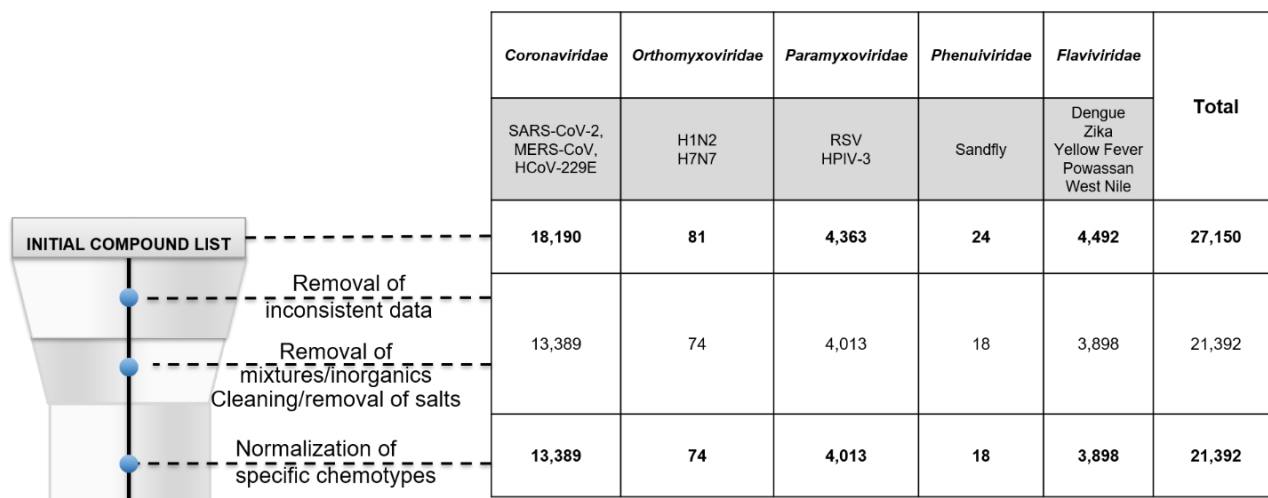 Coronaviridae Orthomyxoviridae Paramyxoviridae Phenuiviridae Flaviviridae Total
SARS-CoV-2,
MERS-CoV,
HCoV-229E
H1N2
H7N7
RSV
HPIV-3
Sandfly
Dengue
Zika
Yellow Fever
Powassan
West Nile
INITIAL COMPOUND LIST 18,190 81 4,363 24 4,492 27,150
Removal of
inconsistent data
Removal of
mixtures/inorganics
Cleaning/removal of salts
13,389 74 4,013 18 3,898 21,392
Normalization of
specific chemotypes
13,389 74 4,013 18 3,898 21,392